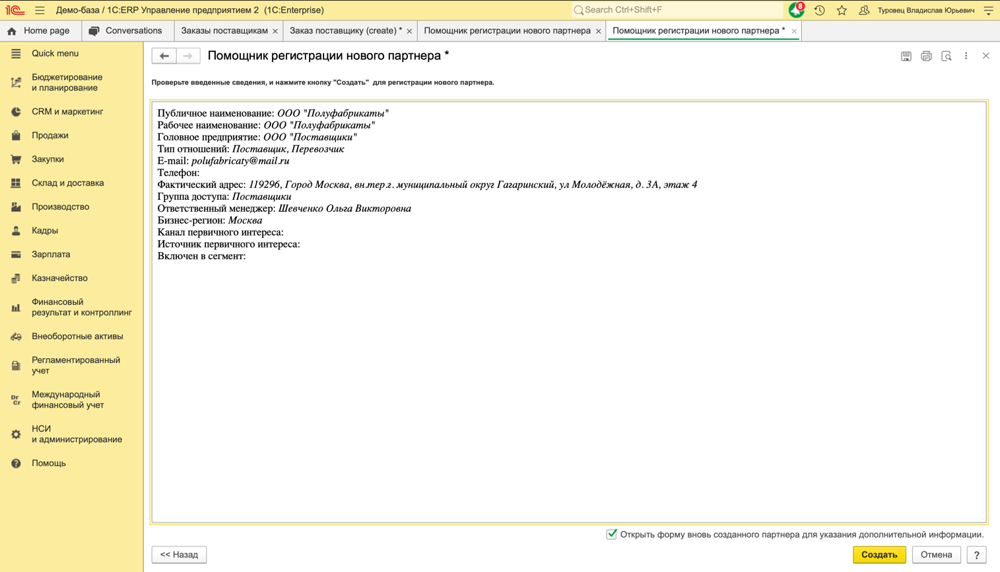 1С Демо-база / 1С:ERP Управление предприятием 2 (1C:Enterprise) Search Ctrl+Shift+F 8 Туровец Владислав Юрьевич
Home page Conversations Заказы поставщикам × Заказ поставщику (create) * × Помощник регистрации нового партнера × Помощник регистрации нового партнера * ×
Quick menu
Бюджетирование
и планирование
CRM и маркетинг
Продажи
Закупки
Склад и доставка
Производство
Кадры
Зарплата
Казначейство
Финансовый
результат и контроллинг
Внеоборотные активы
Регламентированный
учет
Dr
Cr
Международный
финансовый учет
НСИ
и администрирование
Помощь
Помощник регистрации нового партнера *
Проверьте введенные сведения, и нажмите кнопку "Создать" для регистрации нового партнера.
Публичное наименование: ООО "Полуфабрикаты"
Рабочее наименование: ООО "Полуфабрикаты"
Головное предприятие: ООО "Поставщики"
Тип отношений: Поставщик, Перевозчик
E-mail: polufabricaty@mail.ru
Телефон:
Фактический адрес: 119296, Город Москва, вн.тер.г. муниципальный округ Гагаринский, ул Молодёжная, д. 3А, этаж 4
Группа доступа: Поставщики
Ответственный менеджер: Шевченко Ольга Викторовна
Бизнес-регион: Москва
Канал первичного интереса:
Источник первичного интереса:
Включен в сегмент:
Открыть форму вновь созданного партнера для указания дополнительной информации.
<< Назад Создать Отмена ?